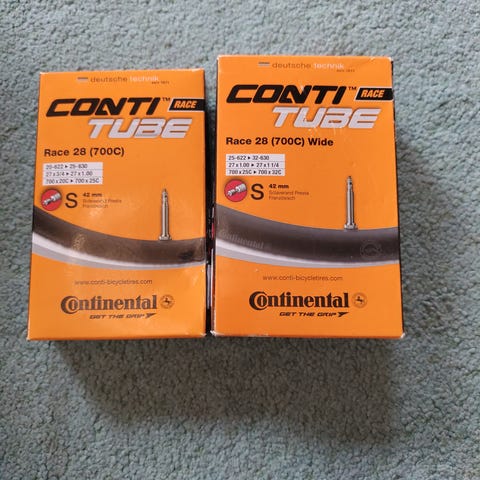 deutsche technik
CONTI™ RACE
TUBE
Race 28 (700C)
20-622 ▸ 25-630
27 x 3/4 ▸ 27 x 1.00
700 x 20C ▸ 700 x 25C
S
42 mm
Sclaverand Presta
Französisch
www.conti-bicycletires.com
Continental
GET THE GRIP
deutsche technik
CONTI™ RACE
TUBE
Race 28 (700C) Wide
25-622 ▸ 32-630
27 x 1.00 ▸ 27 x 1 1/4
700 x 25C ▸ 700 x 32C
S
42 mm
Sclaverand Presta
Französisch
www.conti-bicycletires.com
Continental
GET THE GRIP